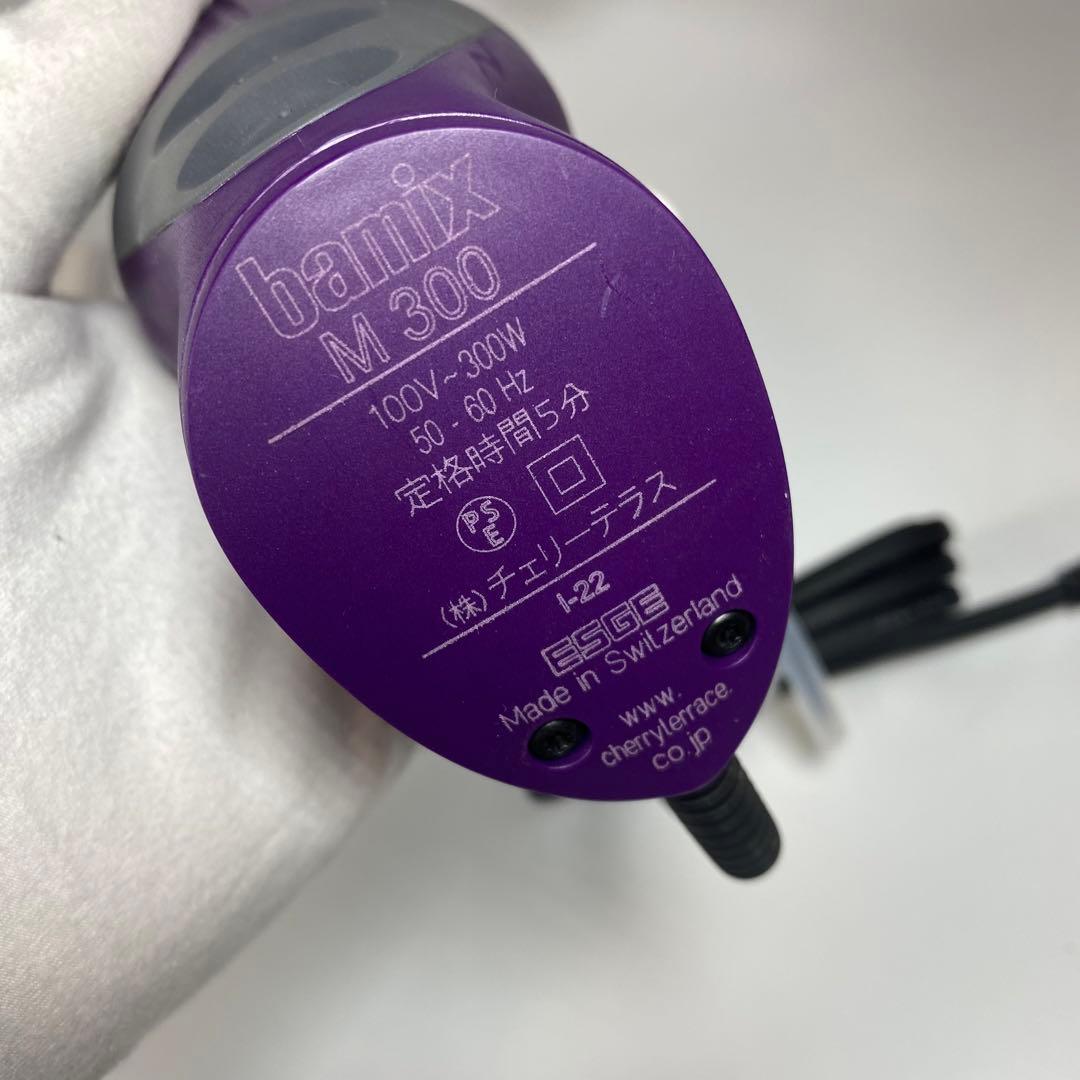 bamix
M 300
100V~300W
50 - 60 Hz
定格時間5分
PSE
(株)チェリーテラス
I-22
ESGE
Made in Switzerland
www.
cherryterrace.
co.jp